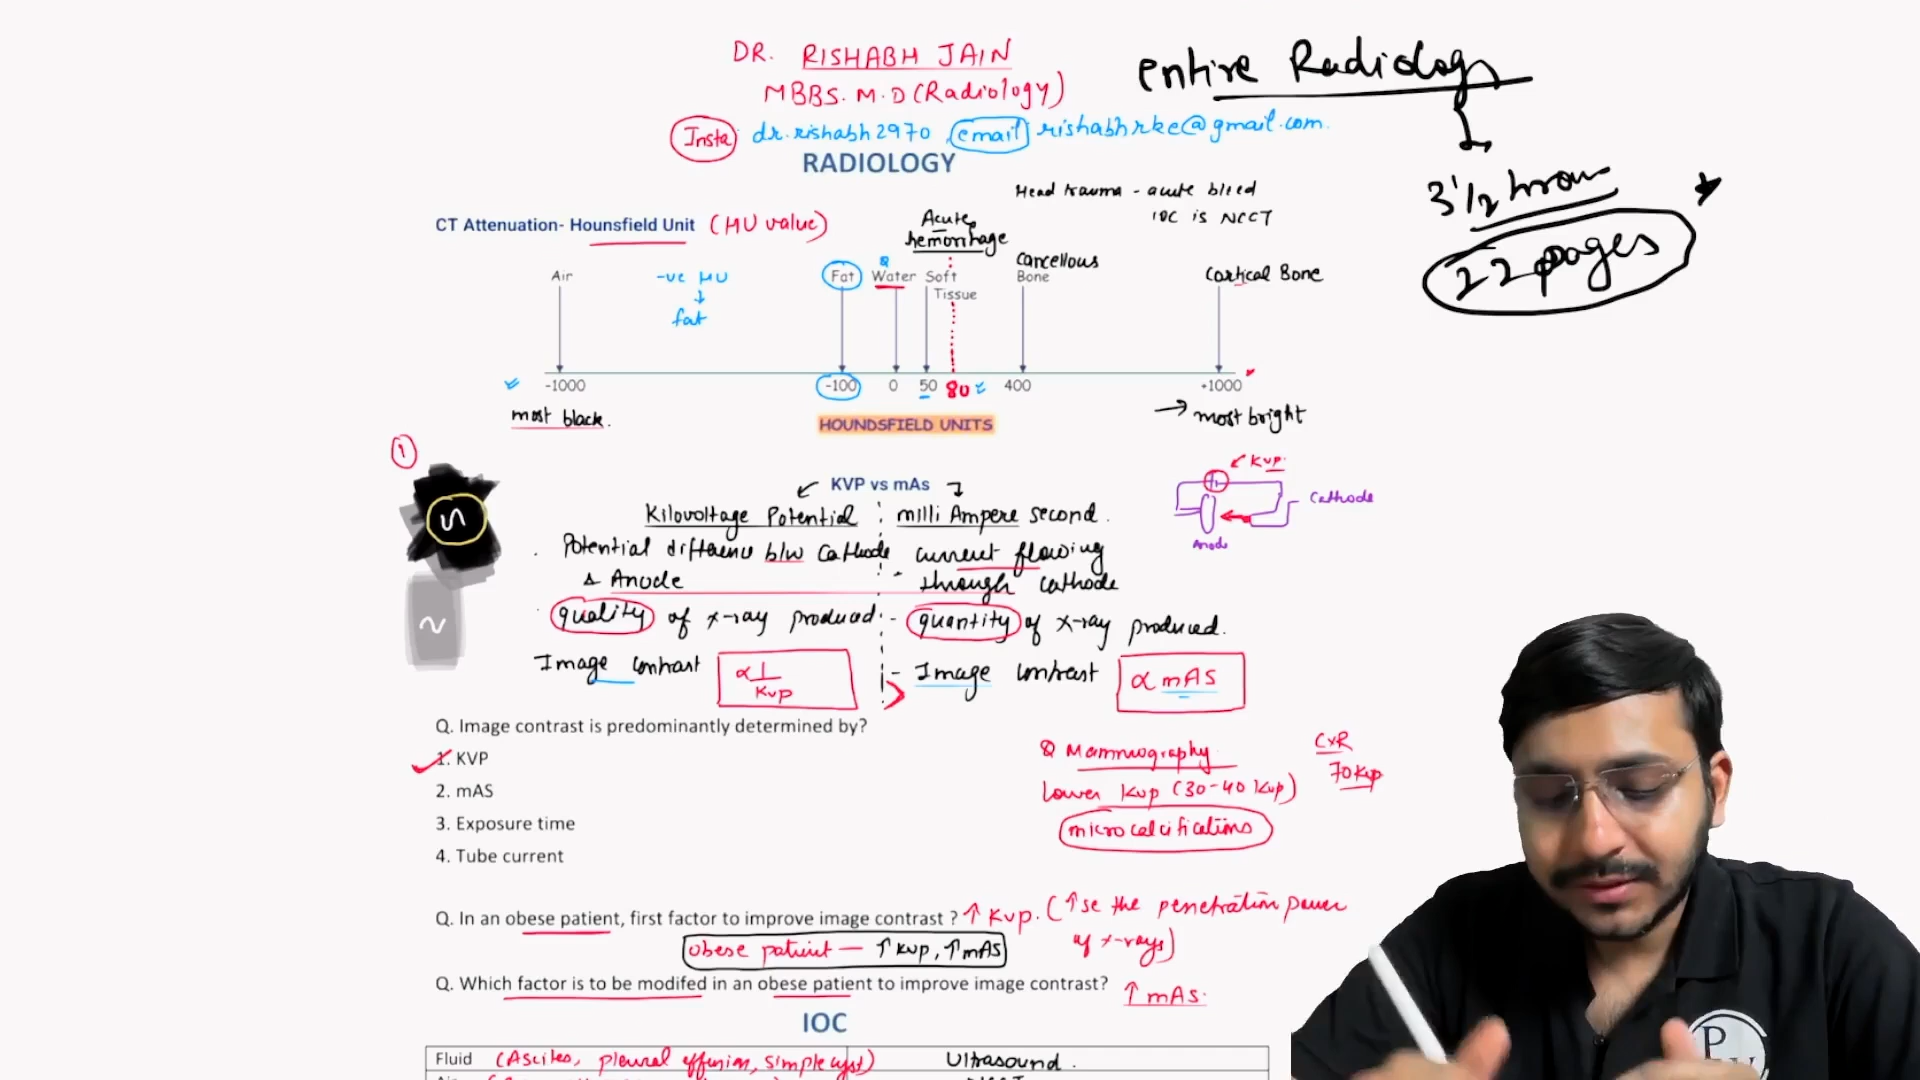 DR. RISHABH JAIN
MBBS. M.D (Radiology)
Insta dr.rishabh2970 email rishabhrke@gmail.com.
entire Radiology
3 1/2 hrs
22 pages
RADIOLOGY
Head trauma - acute bleed
IOC is NCCT
CT Attenuation- Hounsfield Unit (HU value)
Acute
hemorrhage
Air -ve HU Fat Water Soft Cancellous Bone Cortical Bone
Tissue
fat
-1000 -100 0 50 80 400 +1000
most black. HOUNDSFIELD UNITS → most bright
1
KVP vs mAs
Kilovoltage Potential milli Ampere second.
Potential difference b/w Cathode & Anode
current flowing through cathode
quality of x-ray produced.
- quantity of x-ray produced.
Image contrast ∝ 1/Kvp
- Image contrast ∝ mAS
Kvp
Cathode
Anode
Q. Image contrast is predominantly determined by?
1. KVP
2. mAS
3. Exposure time
4. Tube current
Q Mammography
Lower Kvp (30-40 Kvp)
microcalcifications
CXR
70 Kvp
Q. In an obese patient, first factor to improve image contrast ? ↑ Kvp. (↑se the penetration power of x-rays)
obese patient — ↑ Kvp, ↑ mAS
Q. Which factor is to be modifed in an obese patient to improve image contrast? ↑ mAs.
IOC
Fluid (Ascites, pleural effusion, simple cyst) Ultrasound.